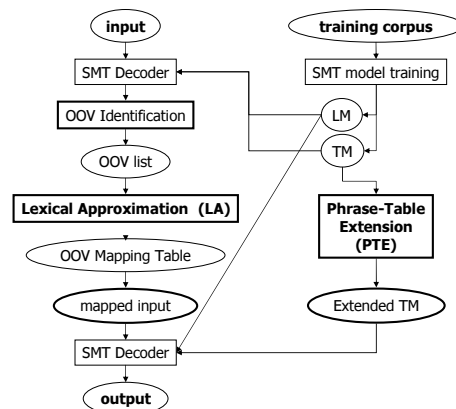 input
training corpus
SMT Decoder
SMT model training
OOV Identification
LM
OOV list
TM
Lexical Approximation (LA)
Phrase-Table
Extension
(PTE)
OOV Mapping Table
mapped input
Extended TM
SMT Decoder
output